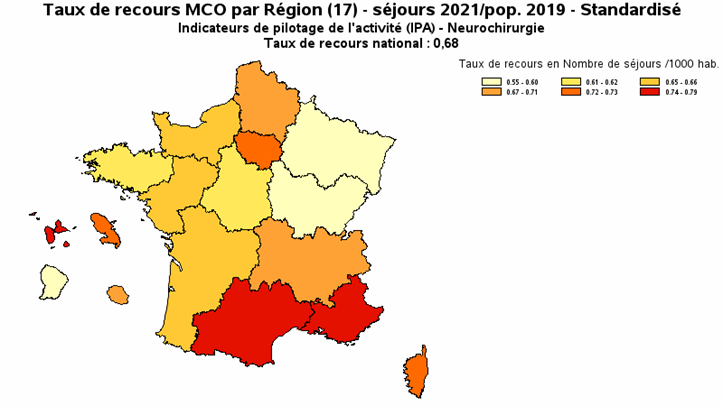 Taux de recours MCO par Région (17) - séjours 2021/pop. 2019 - Standardisé
Indicateurs de pilotage de l'activité (IPA) - Neurochirurgie
Taux de recours national : 0,68
Taux de recours en Nombre de séjours /1000 hab.
0.55 - 0.60 0.61 - 0.62 0.65 - 0.66
0.67 - 0.71 0.72 - 0.73 0.74 - 0.79